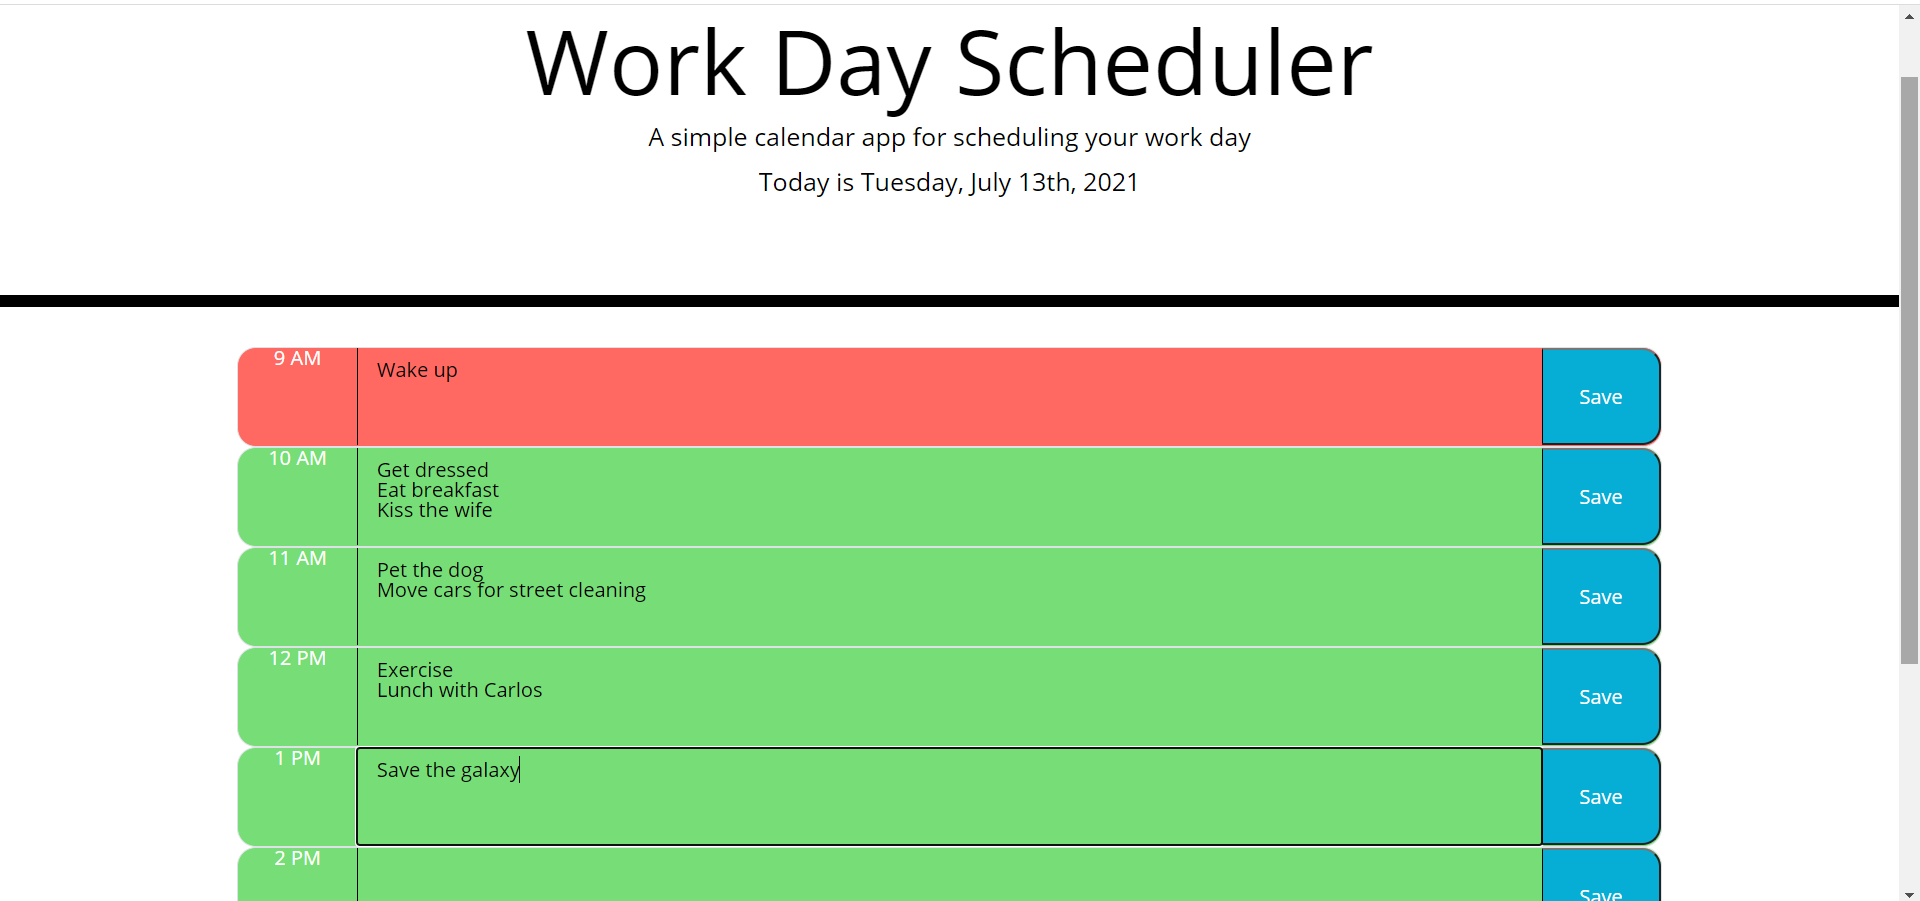 Work Day Scheduler
A simple calendar app for scheduling your work day
Today is Tuesday, July 13th, 2021
9 AM
Wake up
Save
10 AM
Get dressed
Eat breakfast
Kiss the wife
Save
11 AM
Pet the dog
Move cars for street cleaning
Save
12 PM
Exercise
Lunch with Carlos
Save
1 PM
Save the galaxy
Save
2 PM
Save